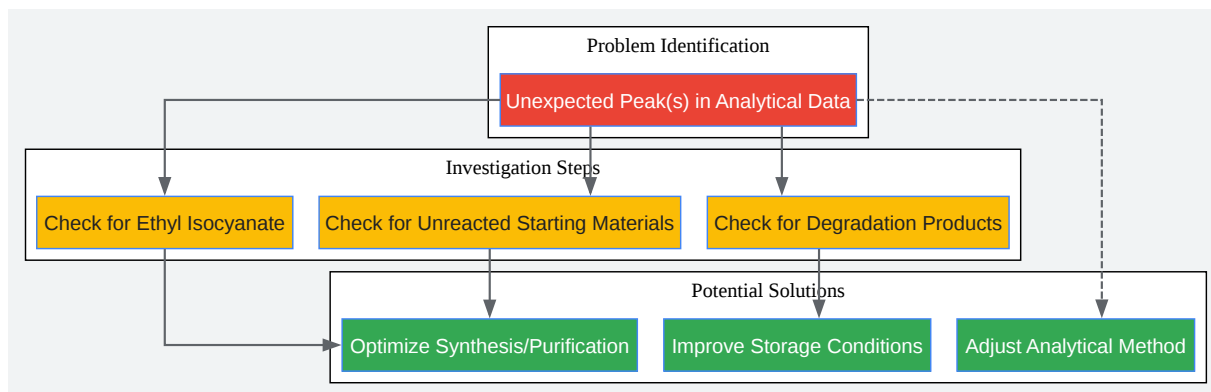 Problem Identification
Unexpected Peak(s) in Analytical Data
Investigation Steps
Check for Ethyl Isocyanate
Check for Unreacted Starting Materials
Check for Degradation Products
Potential Solutions
Optimize Synthesis/Purification
Improve Storage Conditions
Adjust Analytical Method